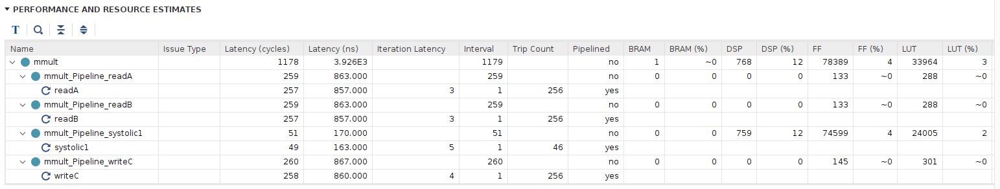 PERFORMANCE AND RESOURCE ESTIMATES
T
Name Issue Type Latency (cycles) Latency (ns) Iteration Latency Interval Trip Count Pipelined BRAM BRAM (%) DSP DSP (%) FF FF (%) LUT LUT (%)
mmult 1178 3.926E3 1179 no 1 ~0 768 12 78389 4 33964 3
mmult_Pipeline_readA 259 863.000 259 no 0 0 0 0 133 ~0 288 ~0
readA 257 857.000 3 1 256 yes
mmult_Pipeline_readB 259 863.000 259 no 0 0 0 0 133 ~0 288 ~0
readB 257 857.000 3 1 256 yes
mmult_Pipeline_systolic1 51 170.000 51 no 0 0 759 12 74599 4 24005 2
systolic1 49 163.000 5 1 46 yes
mmult_Pipeline_writeC 260 867.000 260 no 0 0 0 0 145 ~0 301 ~0
writeC 258 860.000 4 1 256 yes